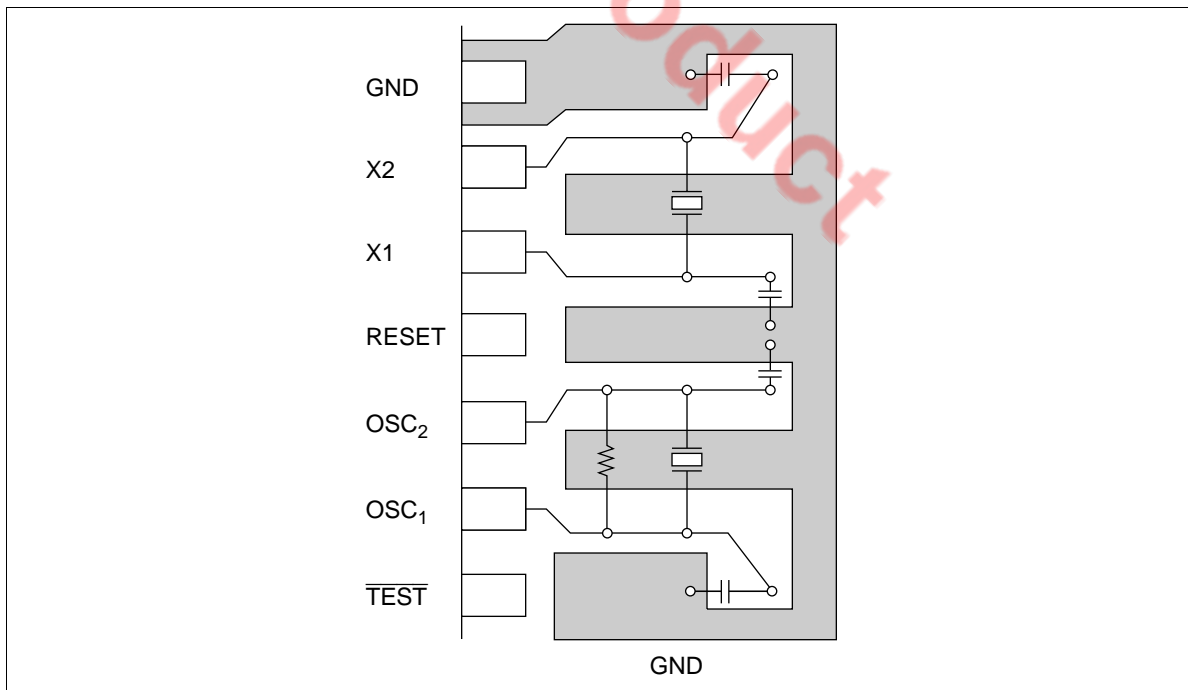 oduct
GND
X2
X1
RESET
OSC₂
OSC₁
TEST
GND